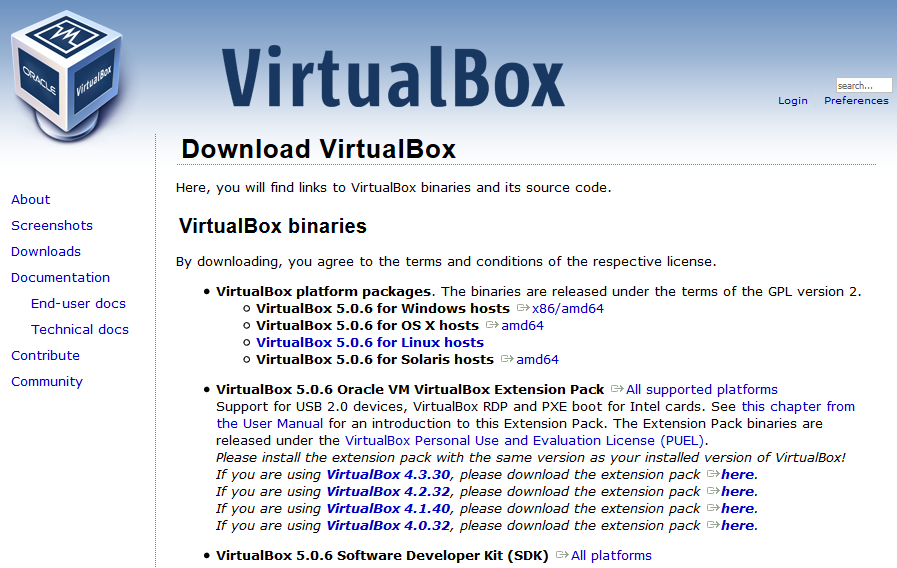 ORACLE
VM
VirtualBox
VirtualBox
search...
Login Preferences
Download VirtualBox
Here, you will find links to VirtualBox binaries and its source code.
About
Screenshots
Downloads
Documentation
End-user docs
Technical docs
Contribute
Community
VirtualBox binaries
By downloading, you agree to the terms and conditions of the respective license.
VirtualBox platform packages. The binaries are released under the terms of the GPL version 2.
VirtualBox 5.0.6 for Windows hosts x86/amd64
VirtualBox 5.0.6 for OS X hosts amd64
VirtualBox 5.0.6 for Linux hosts
VirtualBox 5.0.6 for Solaris hosts amd64
VirtualBox 5.0.6 Oracle VM VirtualBox Extension Pack All supported platforms
Support for USB 2.0 devices, VirtualBox RDP and PXE boot for Intel cards. See this chapter from
the User Manual for an introduction to this Extension Pack. The Extension Pack binaries are
released under the VirtualBox Personal Use and Evaluation License (PUEL).
Please install the extension pack with the same version as your installed version of VirtualBox!
If you are using VirtualBox 4.3.30, please download the extension pack here.
If you are using VirtualBox 4.2.32, please download the extension pack here.
If you are using VirtualBox 4.1.40, please download the extension pack here.
If you are using VirtualBox 4.0.32, please download the extension pack here.
VirtualBox 5.0.6 Software Developer Kit (SDK) All platforms